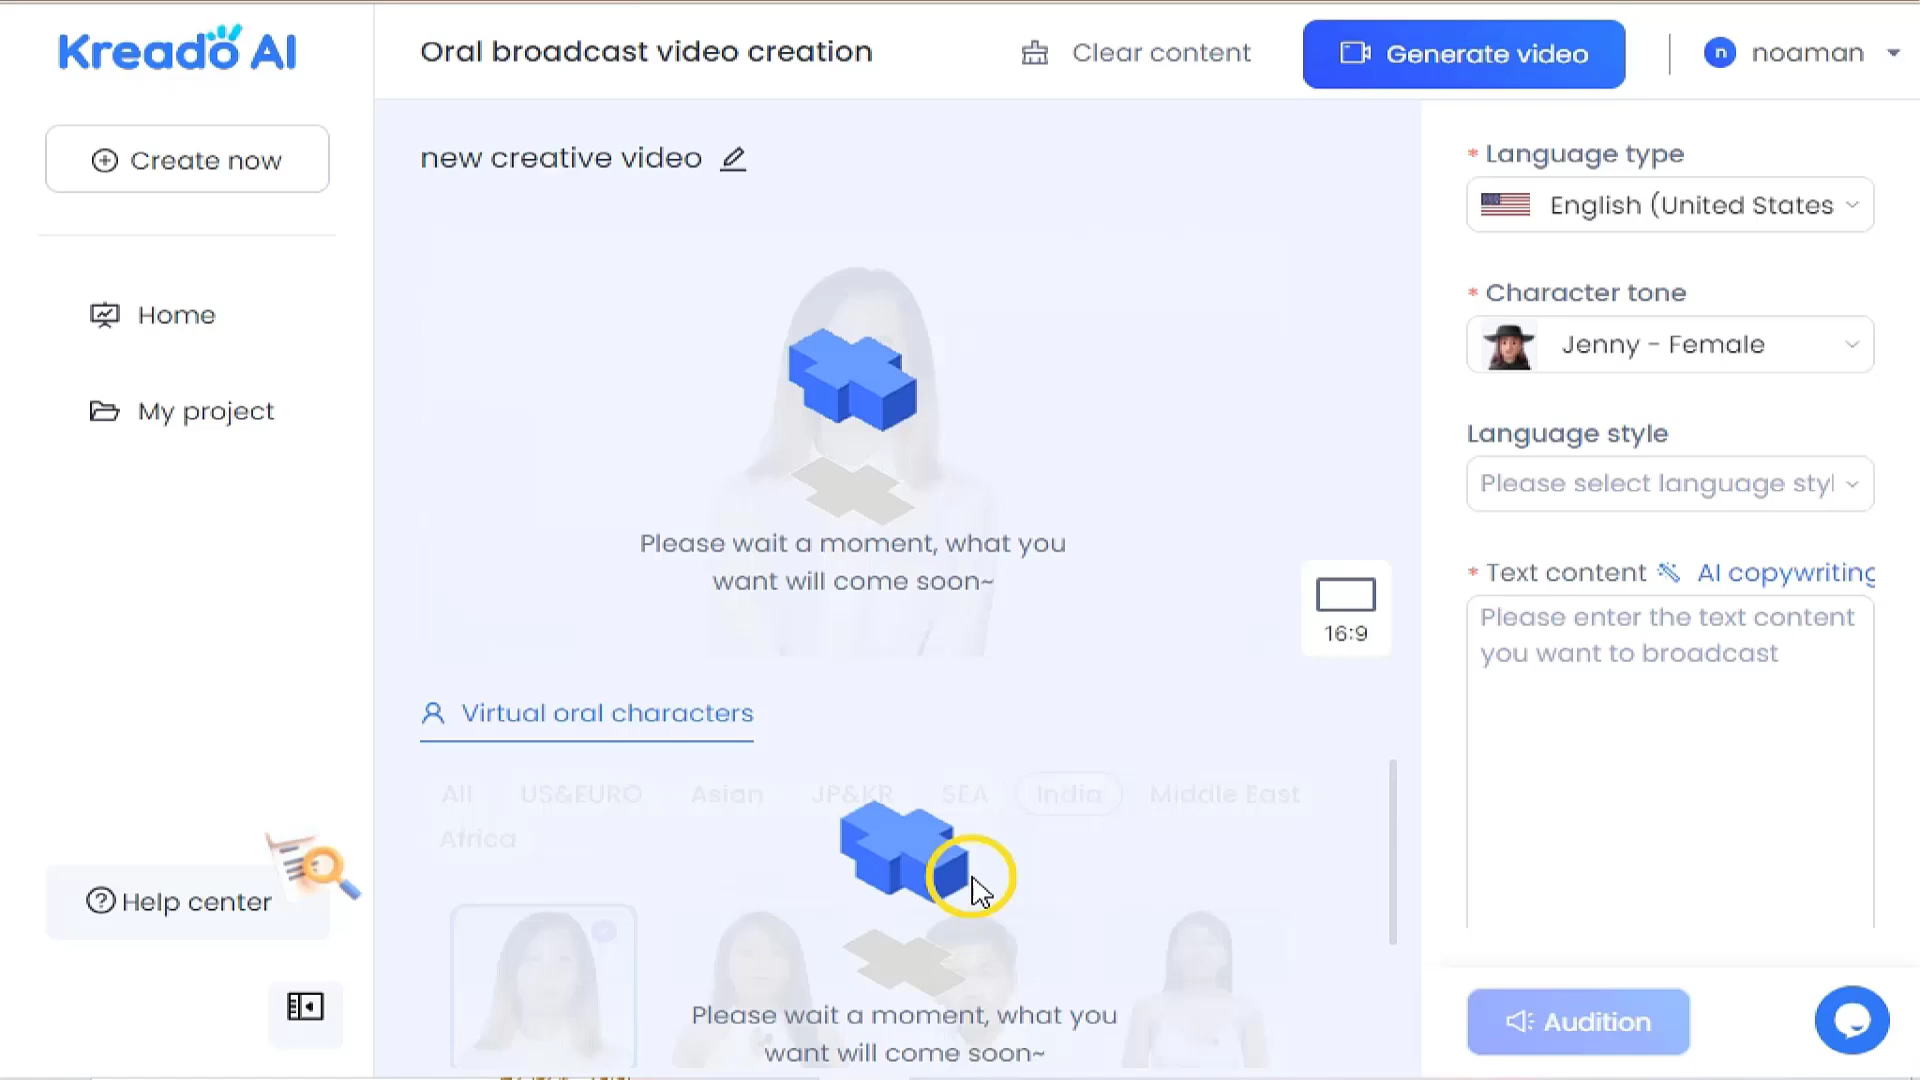 Kreado AI
Oral broadcast video creation
Clear content
Generate video
n
noaman
Create now
Home
My project
Help center
new creative video
Please wait a moment, what you
want will come soon~
16:9
Virtual oral characters
All US&EURO Asian JP&KR SEA India Middle East
Africa
Please wait a moment, what you
want will come soon~
* Language type
English (United States
* Character tone
Jenny - Female
Language style
Please select language styl
* Text content AI copywriting
Please enter the text content
you want to broadcast
Audition